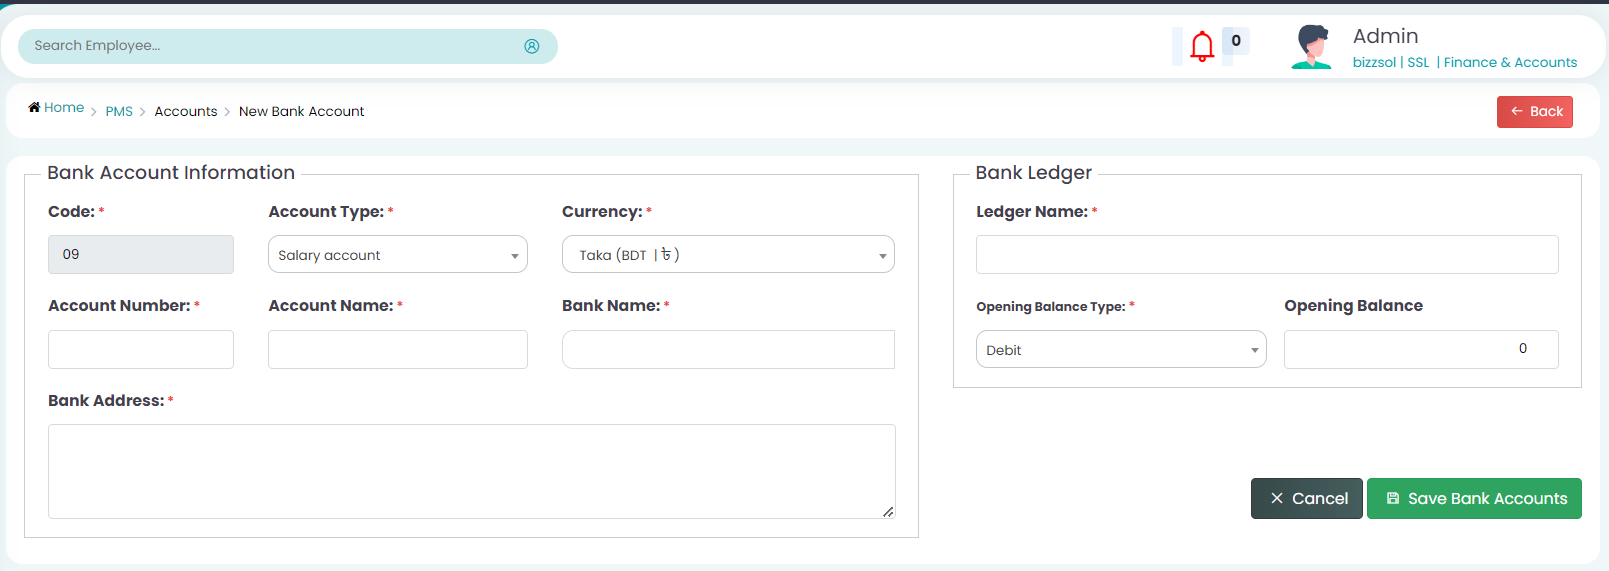 Search Employee...
0
Admin
bizzsol | SSL | Finance & Accounts
Home > PMS > Accounts > New Bank Account
← Back
Bank Account Information
Code: *
Account Type: *
Currency: *
09
Salary account
Taka (BDT | ৳ )
Account Number: *
Account Name: *
Bank Name: *
Bank Address: *
Bank Ledger
Ledger Name: *
Opening Balance Type: *
Opening Balance
Debit
0
× Cancel
Save Bank Accounts